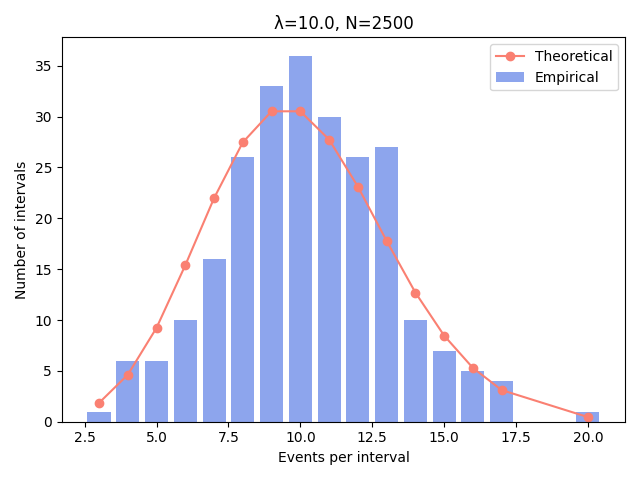 λ=10.0, N=2500
Theoretical
Empirical
Number of intervals
35
30
25
20
15
10
5
0
2.5 5.0 7.5 10.0 12.5 15.0 17.5 20.0
Events per interval